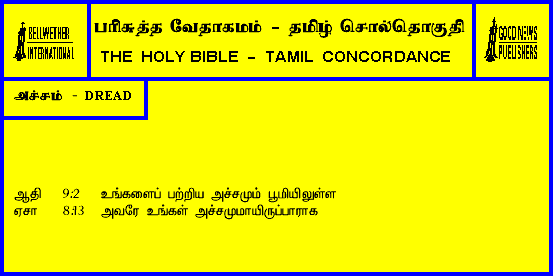 BELLWETHER
INTERNATIONAL
பரிசுத்த வேதாகமம் - தமிழ் சொல்தொகுதி
THE HOLY BIBLE - TAMIL CONCORDANCE
GOOD NEWS
PUBLISHERS
அச்சம் - DREAD
ஆதி 9:2 உங்களைப் பற்றிய அச்சமும் பூமியிலுள்ள
ஏசா 8:13 அவரே உங்கள் அச்சமுமாயிருப்பாராக